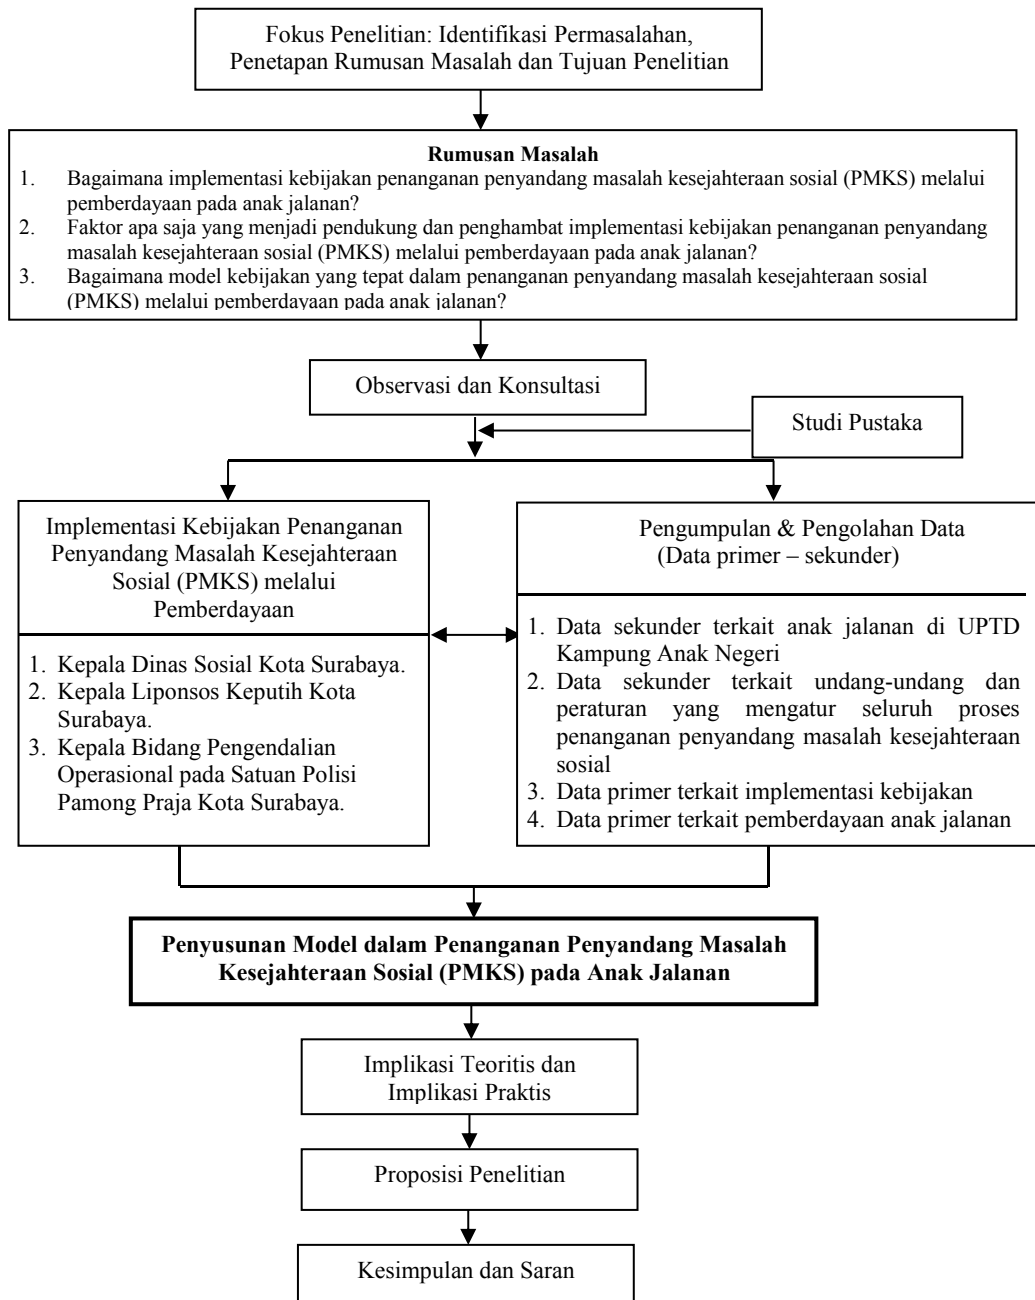 Fokus Penelitian: Identifikasi Permasalahan,
Penetapan Rumusan Masalah dan Tujuan Penelitian
Rumusan Masalah
1. Bagaimana implementasi kebijakan penanganan penyandang masalah kesejahteraan sosial (PMKS) melalui
pemberdayaan pada anak jalanan?
2. Faktor apa saja yang menjadi pendukung dan penghambat implementasi kebijakan penanganan penyandang
masalah kesejahteraan sosial (PMKS) melalui pemberdayaan pada anak jalanan?
3. Bagaimana model kebijakan yang tepat dalam penanganan penyandang masalah kesejahteraan sosial
(PMKS) melalui pemberdayaan pada anak jalanan?
Observasi dan Konsultasi
Studi Pustaka
Implementasi Kebijakan Penanganan
Penyandang Masalah Kesejahteraan
Sosial (PMKS) melalui
Pemberdayaan
1. Kepala Dinas Sosial Kota Surabaya.
2. Kepala Liponsos Keputih Kota
Surabaya.
3. Kepala Bidang Pengendalian
Operasional pada Satuan Polisi
Pamong Praja Kota Surabaya.
Pengumpulan & Pengolahan Data
(Data primer – sekunder)
1. Data sekunder terkait anak jalanan di UPTD
Kampung Anak Negeri
2. Data sekunder terkait undang-undang dan
peraturan yang mengatur seluruh proses
penanganan penyandang masalah kesejahteraan
sosial
3. Data primer terkait implementasi kebijakan
4. Data primer terkait pemberdayaan anak jalanan
Penyusunan Model dalam Penanganan Penyandang Masalah
Kesejahteraan Sosial (PMKS) pada Anak Jalanan
Implikasi Teoritis dan
Implikasi Praktis
Proposisi Penelitian
Kesimpulan dan Saran